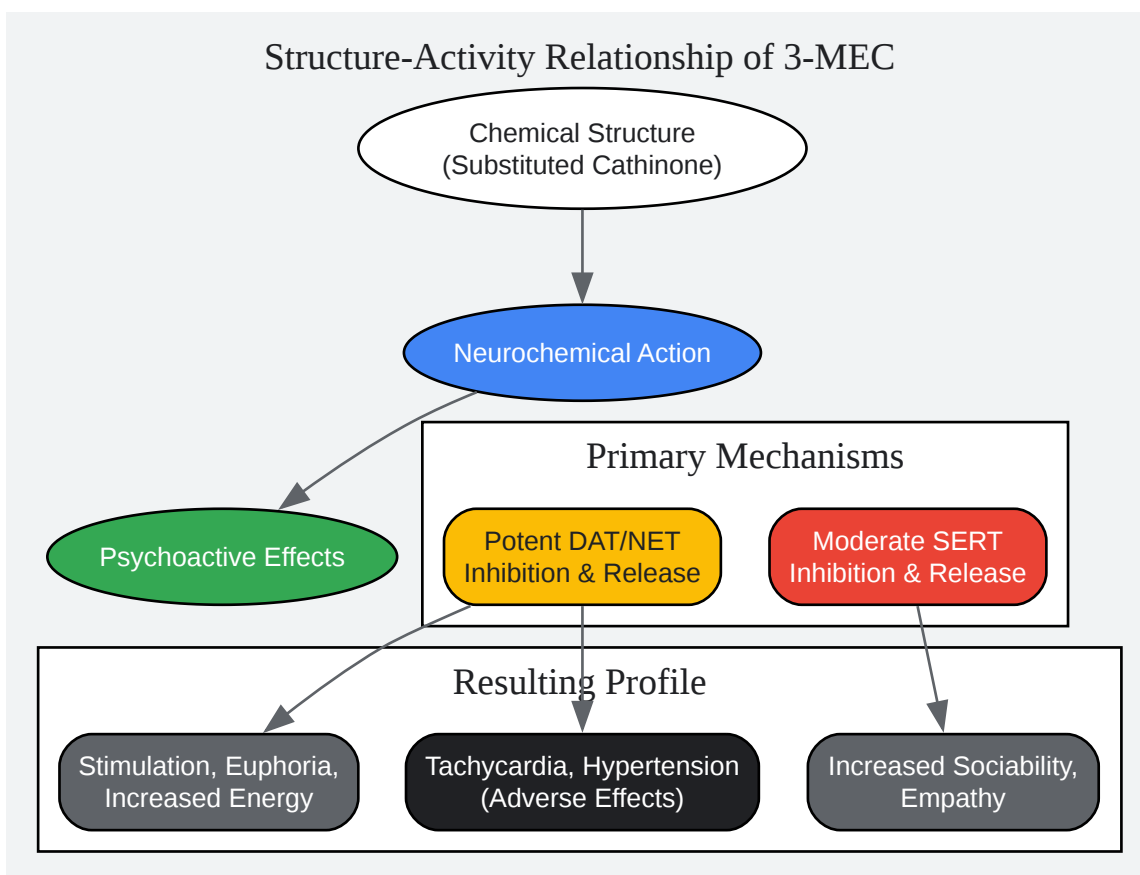 Structure-Activity Relationship of 3-MEC
Chemical Structure
(Substituted Cathinone)
Neurochemical Action
Primary Mechanisms
Psychoactive Effects
Potent DAT/NET
Inhibition & Release
Moderate SERT
Inhibition & Release
Resulting Profile
Stimulation, Euphoria,
Increased Energy
Tachycardia, Hypertension
(Adverse Effects)
Increased Sociability,
Empathy